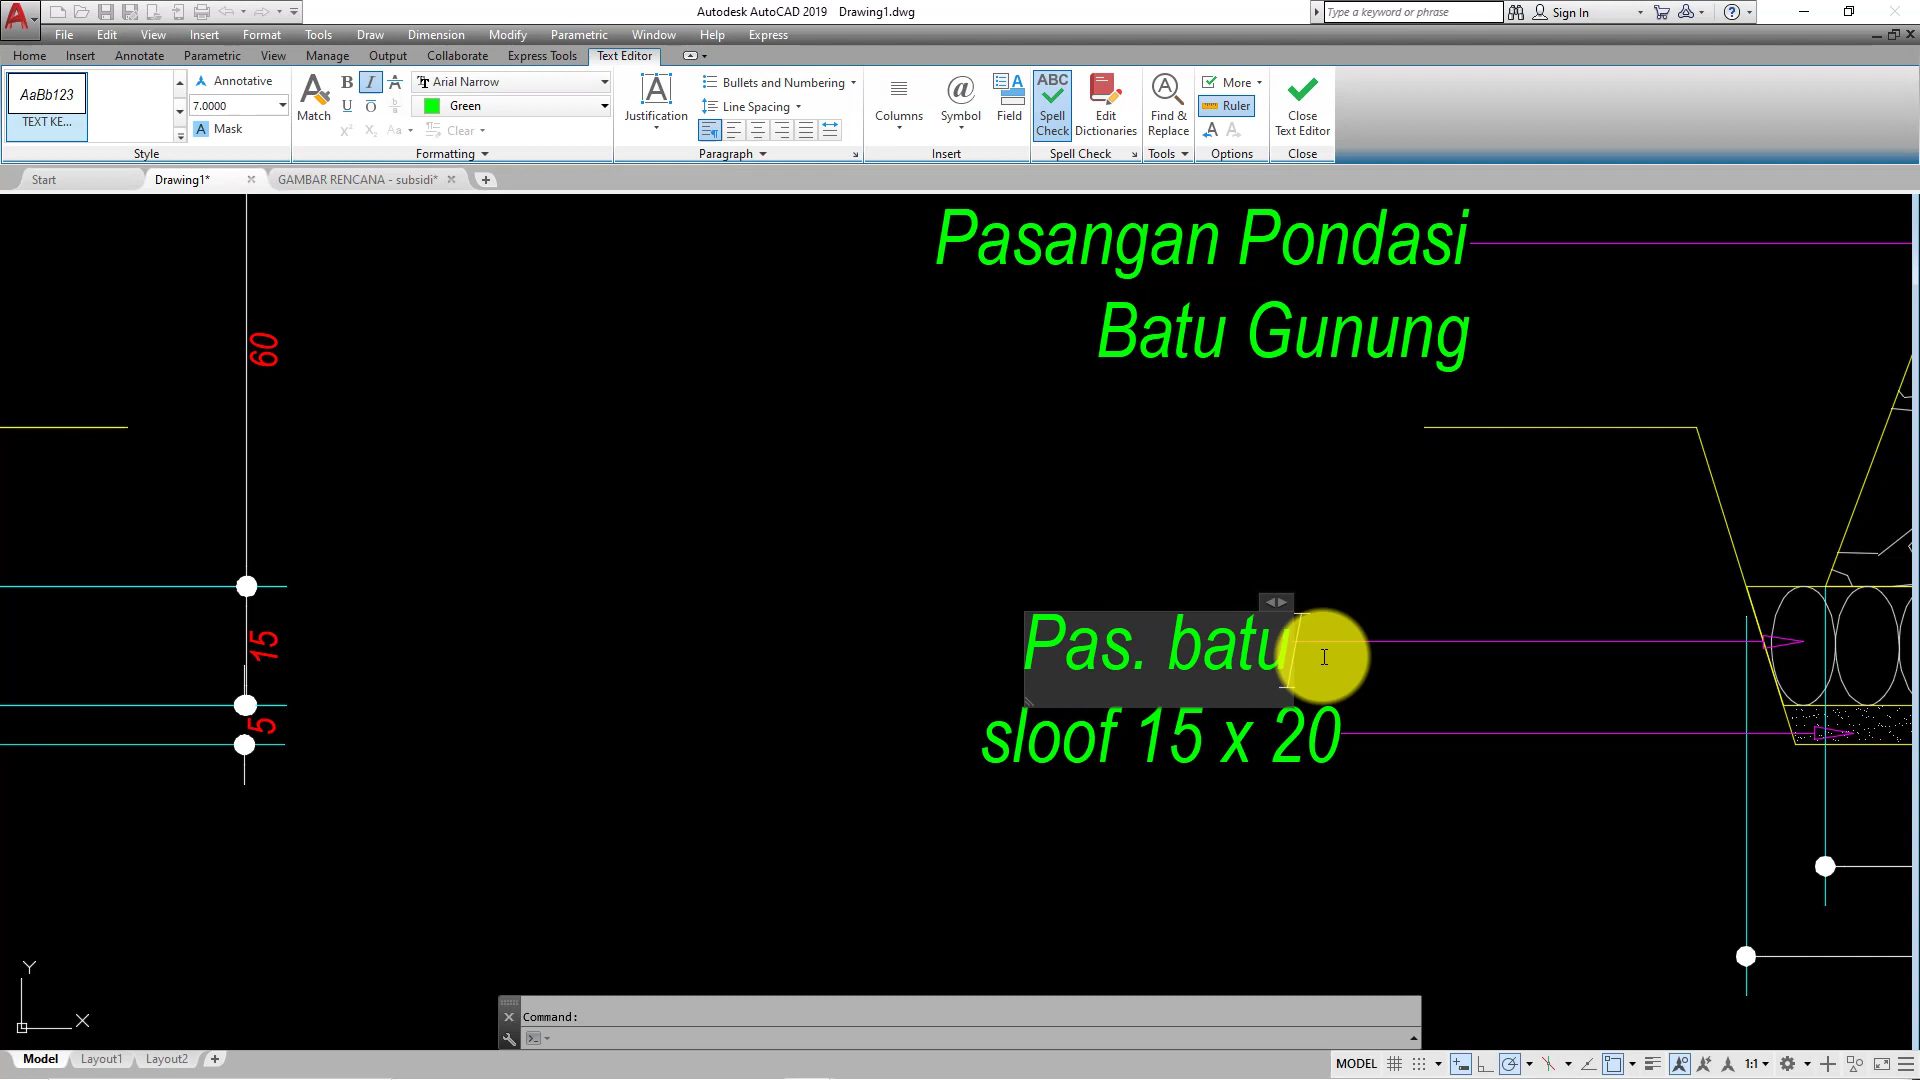 Autodesk AutoCAD 2019 Drawing1.dwg
Type a keyword or phrase
Sign In
File Edit View Insert Format Tools Draw Dimension Modify Parametric Window Help Express
Home Insert Annotate Parametric View Manage Output Collaborate Express Tools Text Editor
AaBb123
TEXT KE...
Annotative
7.0000
Mask
Style
Match
B I A
Arial Narrow
U O
Green
Aa
Clear
Formatting
Justification
Bullets and Numbering
Line Spacing
Paragraph
Columns
Symbol
Field
Insert
ABC
Spell Check
Edit Dictionaries
Spell Check
Find & Replace
Tools
More
Ruler
Options
Close Text Editor
Close
Start
Drawing1*
GAMBAR RENCANA - subsidi*
Pasangan Pondasi
Batu Gunung
60
Pas. batu
15
sloof 15 x 20
5
Y
X
Command:
Model Layout1 Layout2
MODEL
1:1